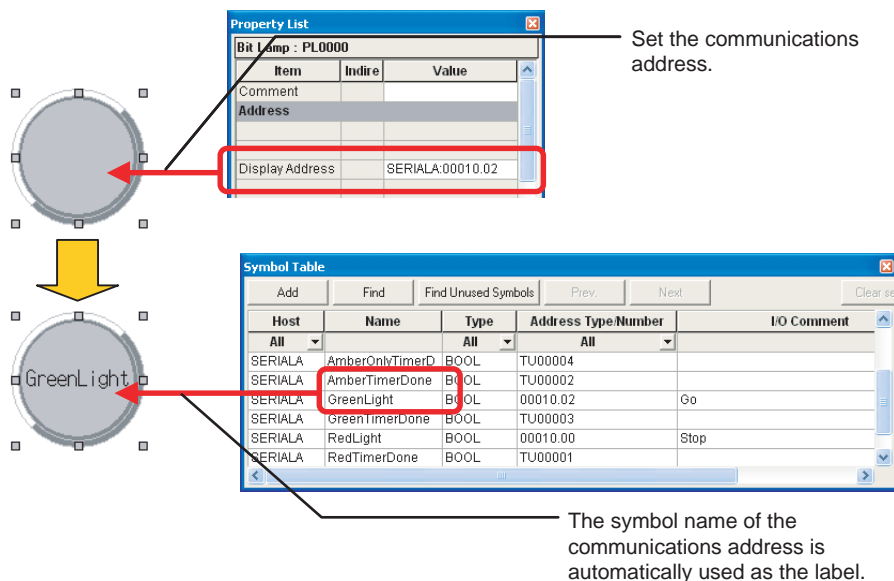 Property List
Bit Lamp : PL0000
Item Indire Value
Comment
Address
Display Address SERIALA:00010.02
Set the communications
address.
Symbol Table
Add Find Find Unused Symbols Prev. Next Clear se
Host Name Type Address Type/Number I/O Comment
All All All
SERIALA AmberOnlyTimerD BOOL TU00004
SERIALA AmberTimerDone BOOL TU00002
SERIALA GreenLight BOOL 00010.02 Go
SERIALA GreenTimerDone BOOL TU00003
SERIALA RedLight BOOL 00010.00 Stop
SERIALA RedTimerDone BOOL TU00001
GreenLight
The symbol name of the
communications address is
automatically used as the label.